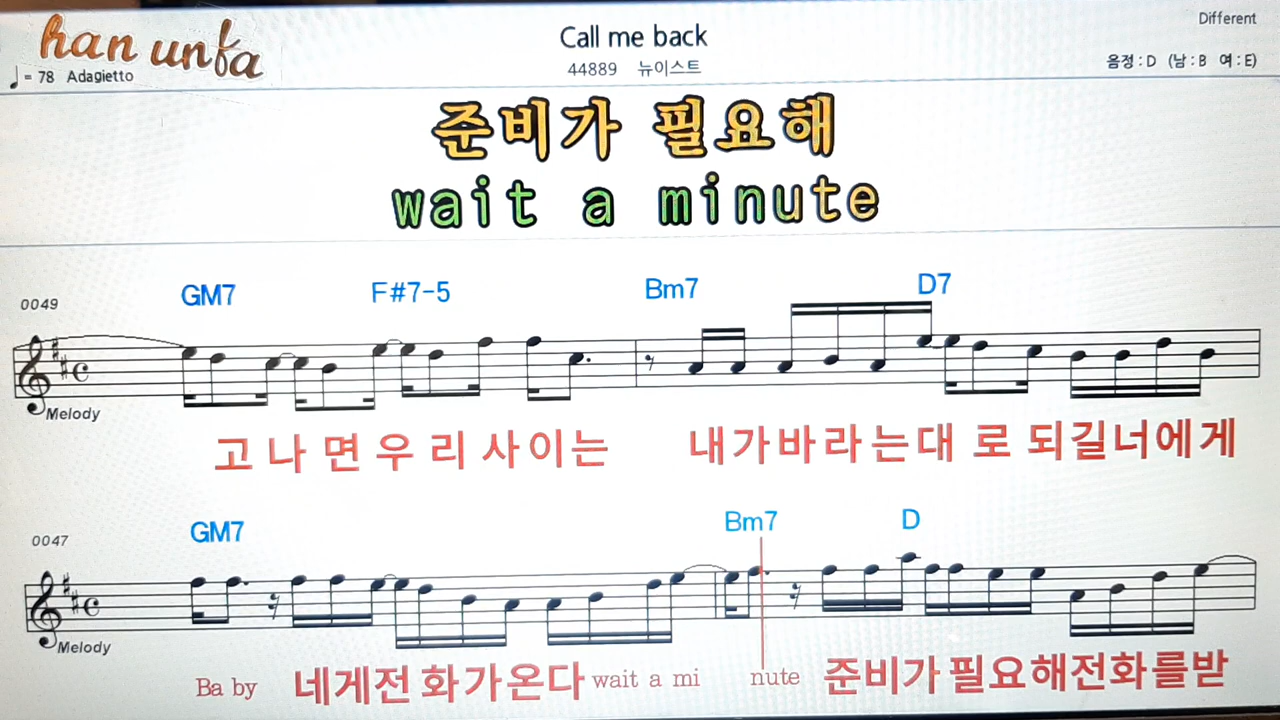 han unfa
Different
Call me back
♩= 78 Adagietto
44889 뉴이스트
음정 : D (남 : B 여 : E)
준비가 필요해
wait a minute
0049
GM7 F#7-5 Bm7 D7
Melody
고 나 면 우 리 사 이는 내가바라는대 로 되길너에게
0047
GM7 Bm7 D
Melody
Ba by 네게전 화가온다 wait a mi nute 준비가 필요해전화를받